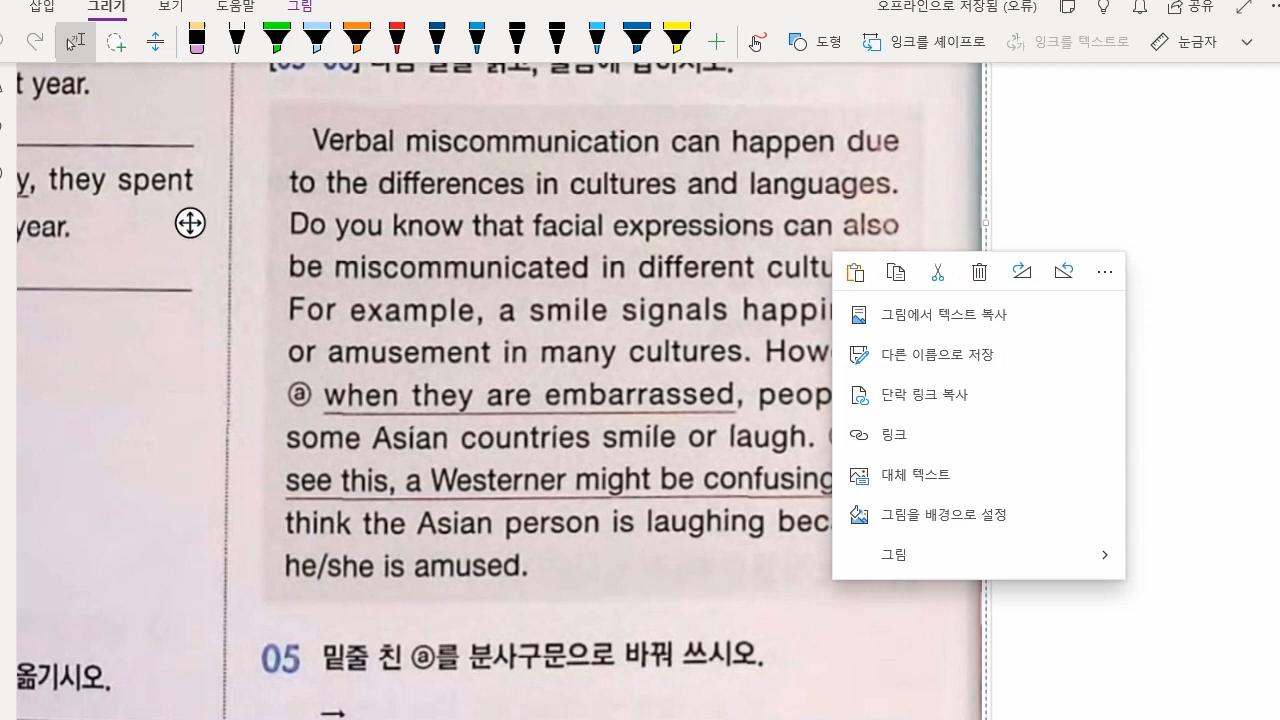 삽입 그리기 보기 도움말 그림 오프라인으로 저장됨 (오류) 공유
도형 잉크를 셰이프로 잉크를 텍스트로 눈금자
t year.
y, they spent
year.
옮기시오.
Verbal miscommunication can happen due
to the differences in cultures and languages.
Do you know that facial expressions can also
be miscommunicated in different
For example, a smile signals
or amusement in many cultures.
ⓐ when they are embarrassed,
some Asian countries smile or laugh.
see this, a Westerner might be confusing
think the Asian person is laughing
he/she is amused.
05 밑줄 친 ⓐ를 분사구문으로 바꿔 쓰시오.
→
그림에서 텍스트 복사
다른 이름으로 저장
단락 링크 복사
링크
대체 텍스트
그림을 배경으로 설정
그림